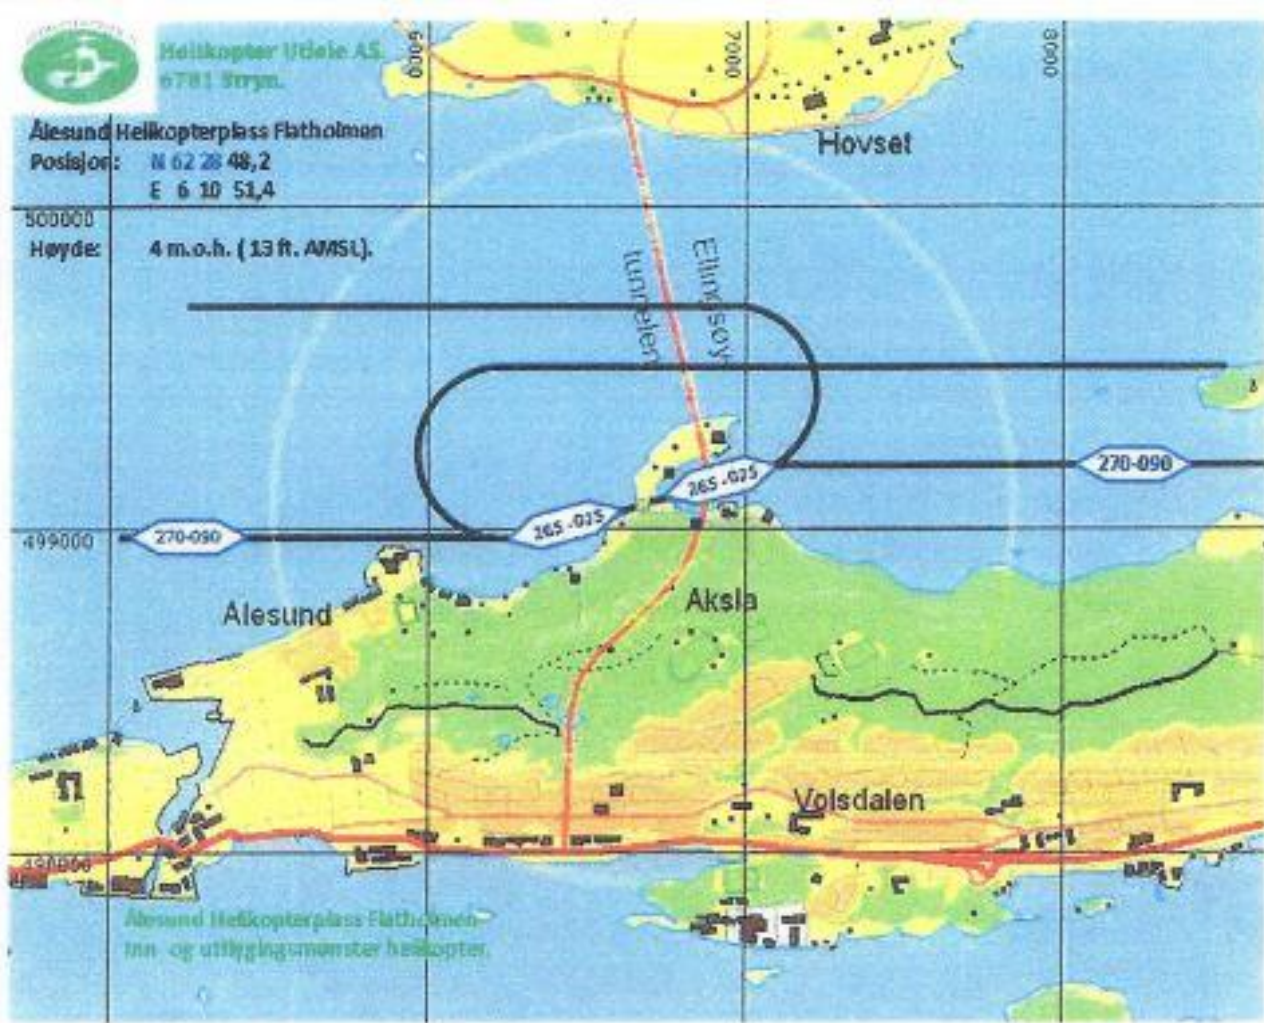 Helikopter Utleie AS.
6781 Stryn.
Ålesund Helikopterplass Flatholmen
Posisjon: N 62 28 48,2
E 6 10 51,4
500000
Høyde: 4 m.o.h. ( 13 ft. AMSL).
6000
7000
8000
Hovset
Ellingsøy
tunnelen
270-090
265-025
265-025
270-090
499000
Ålesund
Aksla
Volsdalen
Ålesund Helikopterplass Flatholmen
Inn- og utflygingsmønster helikopter.